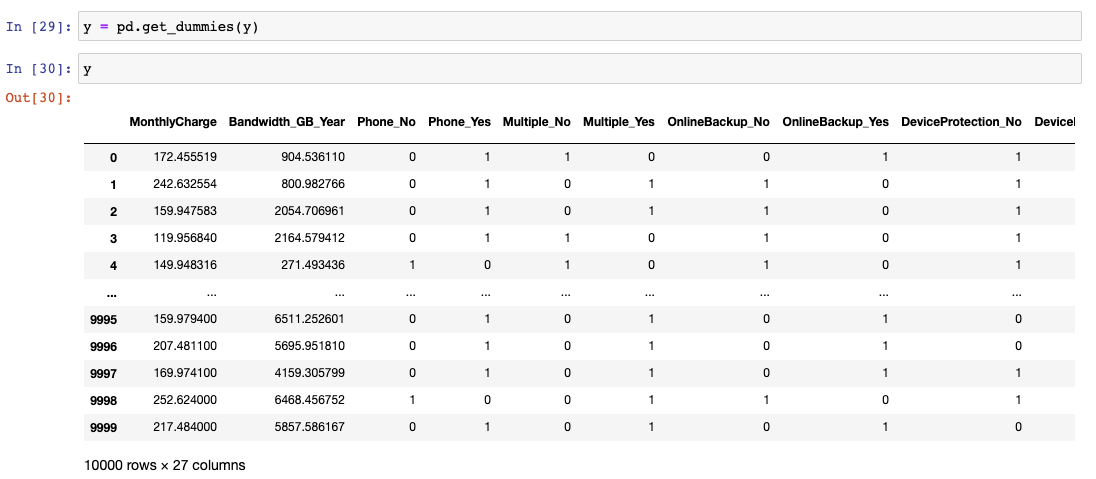 In [29]: y = pd.get_dummies(y)
In [30]: y
Out[30]:
MonthlyCharge Bandwidth_GB_Year Phone_No Phone_Yes Multiple_No Multiple_Yes OnlineBackup_No OnlineBackup_Yes DeviceProtection_No
0 172.455519 904.536110 0 1 1 0 0 1 1
1 242.632554 800.982766 0 1 0 1 1 0 1
2 159.947583 2054.706961 0 1 0 1 1 0 1
3 119.956840 2164.579412 0 1 1 0 1 0 1
4 149.948316 271.493436 1 0 1 0 1 0 1
... ... ... ... ... ... ... ... ... ...
9995 159.979400 6511.252601 0 1 0 1 0 1 0
9996 207.481100 5695.951810 0 1 0 1 0 1 0
9997 169.974100 4159.305799 0 1 0 1 0 1 1
9998 252.624000 6468.456752 1 0 0 1 1 0 1
9999 217.484000 5857.586167 0 1 0 1 0 1 0
10000 rows × 27 columns